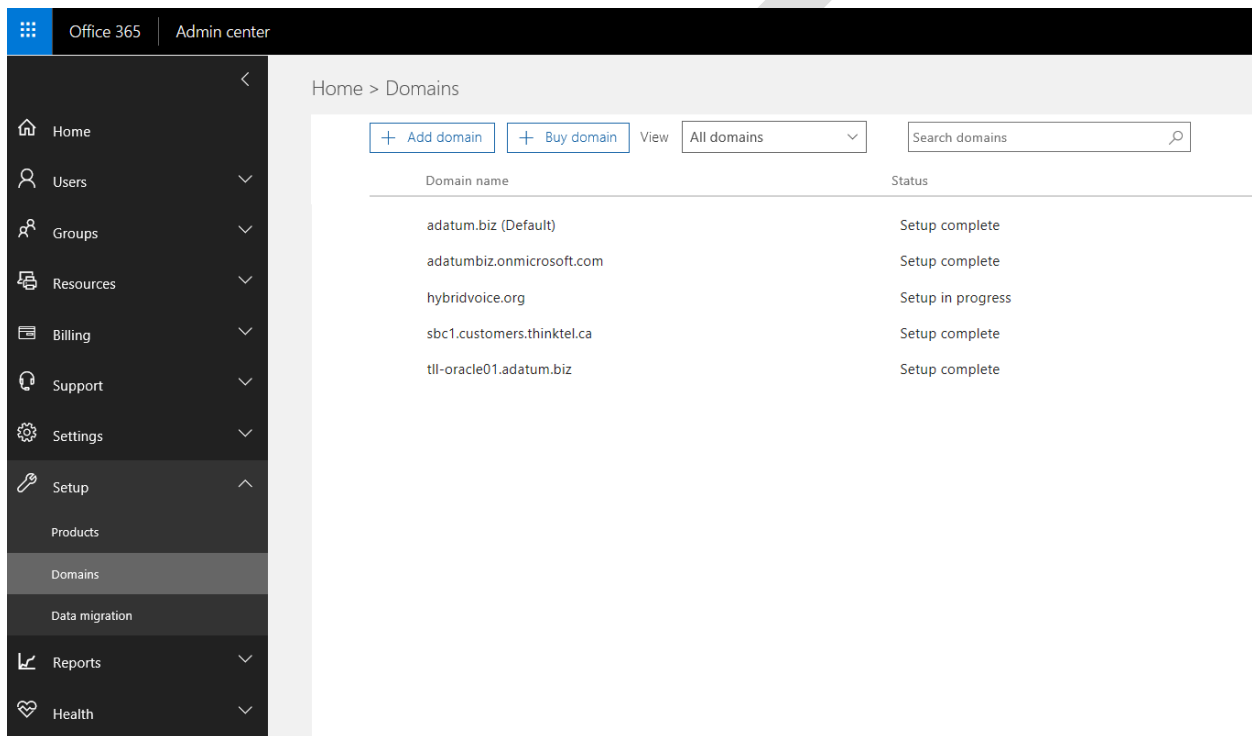 Office 365 Admin center
Home > Domains
Home
Users
Groups
Resources
Billing
Support
Settings
Setup
Products
Domains
Data migration
Reports
Health
+ Add domain + Buy domain View All domains Search domains
Domain name Status
adatum.biz (Default) Setup complete
adatumbiz.onmicrosoft.com Setup complete
hybridvoice.org Setup in progress
sbc1.customers.thinktel.ca Setup complete
tll-oracle01.adatum.biz Setup complete